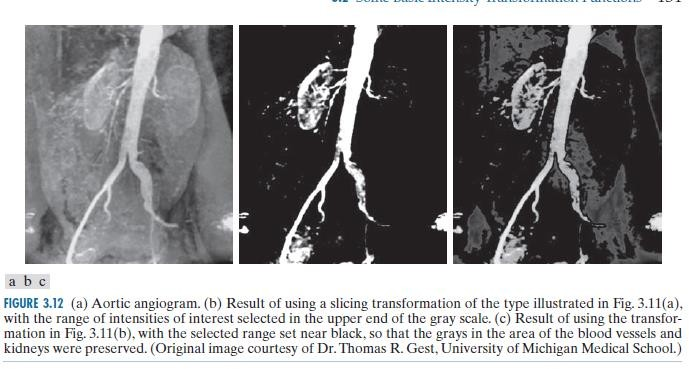 a b c
FIGURE 3.12 (a) Aortic angiogram. (b) Result of using a slicing transformation of the type illustrated in Fig. 3.11(a),
with the range of intensities of interest selected in the upper end of the gray scale. (c) Result of using the transfor-
mation in Fig. 3.11(b), with the selected range set near black, so that the grays in the area of the blood vessels and
kidneys were preserved. (Original image courtesy of Dr. Thomas R. Gest, University of Michigan Medical School.)